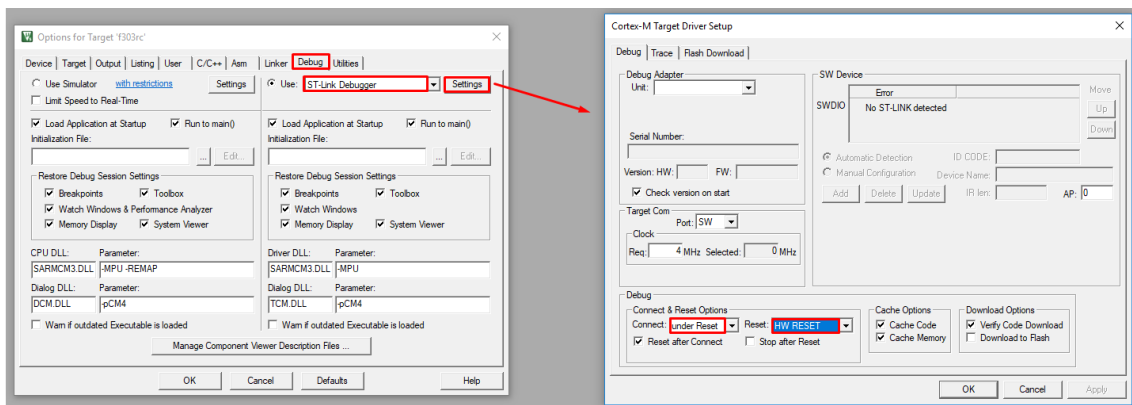 Options for Target 'f303rc'
Device Target Output Listing User C/C++ Asm Linker Debug Utilities
Use Simulator with restrictions Settings
Limit Speed to Real-Time
Load Application at Startup Run to main()
Initialization File:
... Edit...
Restore Debug Session Settings
Breakpoints Toolbox
Watch Windows & Performance Analyzer
Memory Display System Viewer
CPU DLL: Parameter:
SARMCM3.DLL -MPU -REMAP
Dialog DLL: Parameter:
DCM.DLL -pCM4
Warn if outdated Executable is loaded
Use: ST-Link Debugger Settings
Load Application at Startup Run to main()
Initialization File:
... Edit...
Restore Debug Session Settings
Breakpoints Toolbox
Watch Windows
Memory Display System Viewer
Driver DLL: Parameter:
SARMCM3.DLL -MPU
Dialog DLL: Parameter:
TCM.DLL -pCM4
Warn if outdated Executable is loaded
Manage Component Viewer Description Files ...
OK Cancel Defaults Help
Cortex-M Target Driver Setup
Debug Trace Flash Download
Debug Adapter
Unit:
Serial Number:
Version: HW: FW:
Check version on start
Target Com
Port: SW
Clock
Req: 4 MHz Selected: 0 MHz
SW Device
Error Move
SWDIO No ST-LINK detected Up
Down
Automatic Detection ID CODE:
Manual Configuration Device Name:
Add Delete Update IR len: AP: 0
Debug
Connect & Reset Options
Connect: under Reset Reset: HW RESET
Reset after Connect Stop after Reset
Cache Options
Cache Code
Cache Memory
Download Options
Verify Code Download
Download to Flash
OK Cancel Apply